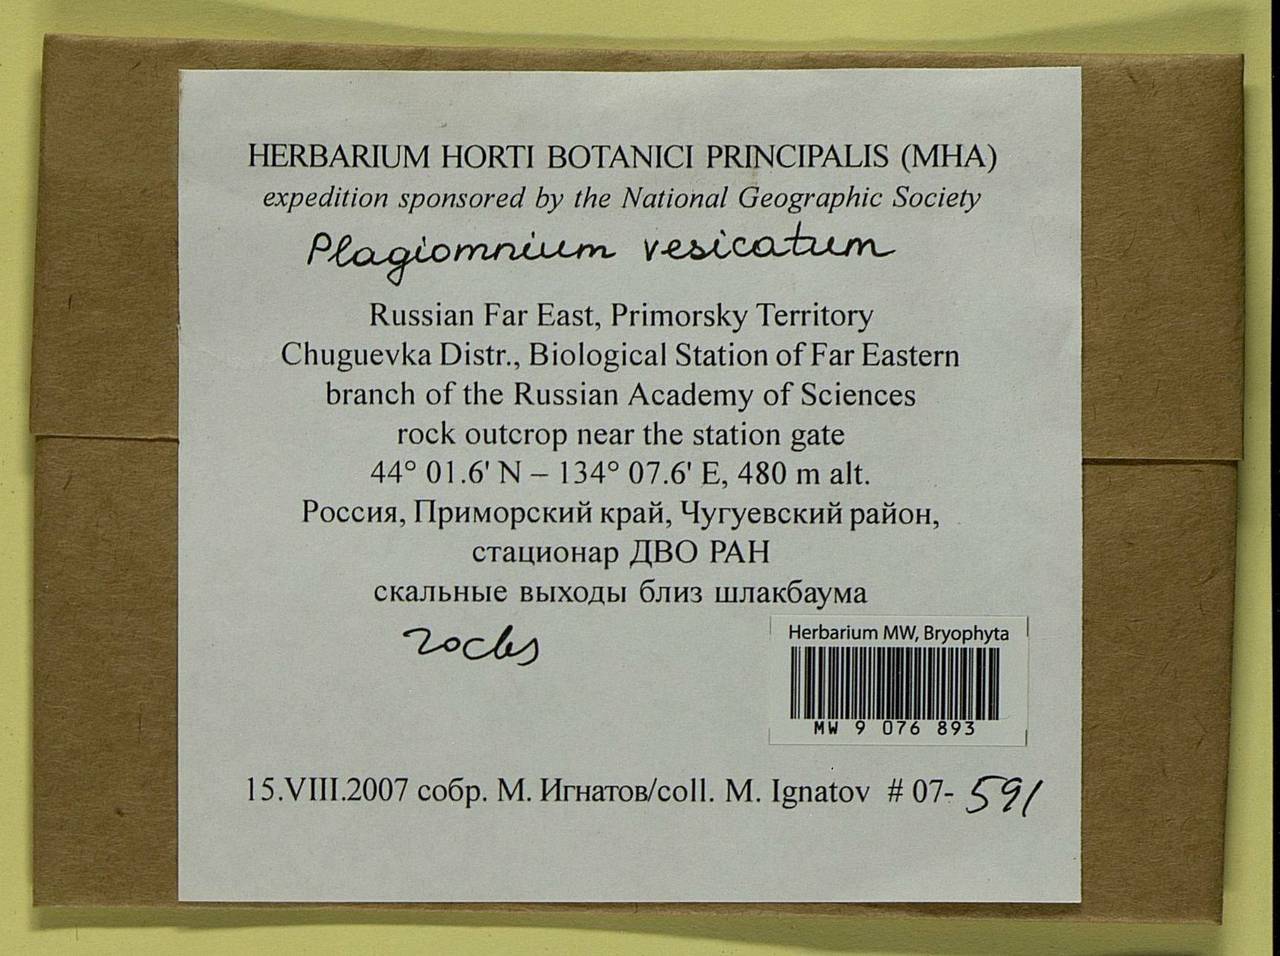 HERBARIUM HORTI BOTANICI PRINCIPALIS (MHA)
expedition sponsored by the National Geographic Society
Plagiomnium vesicatum
Russian Far East, Primorsky Territory
Chuguevka Distr., Biological Station of Far Eastern
branch of the Russian Academy of Sciences
rock outcrop near the station gate
44° 01.6' N – 134° 07.6' E, 480 m alt.
Россия, Приморский край, Чугуевский район,
стационар ДВО РАН
скальные выходы близ шлакбаума
rocks
Herbarium MW, Bryophyta
MW 9 076 893
15.VIII.2007 собр. М. Игнатов/coll. M. Ignatov # 07- 591